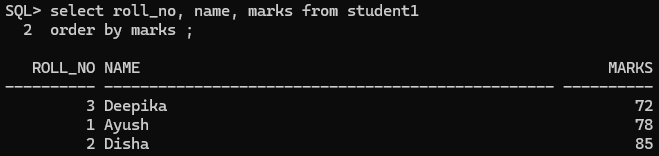 SQL> select roll_no, name, marks from student1
  2  order by marks ;

   ROLL_NO NAME                                                    MARKS
---------- -------------------------------------------------- ----------
         3 Deepika                                                    72
         1 Ayush                                                      78
         2 Disha                                                      85